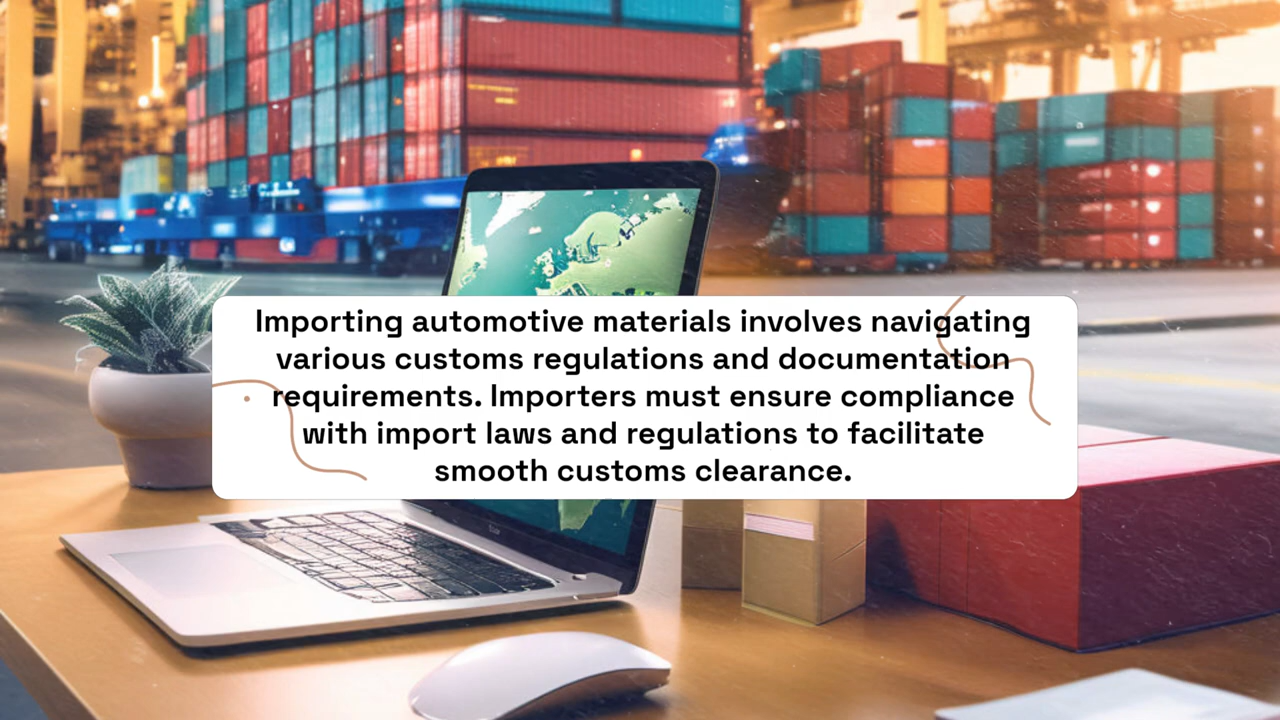 Importing automotive materials involves navigating
various customs regulations and documentation
requirements. Importers must ensure compliance
with import laws and regulations to facilitate
smooth customs clearance.